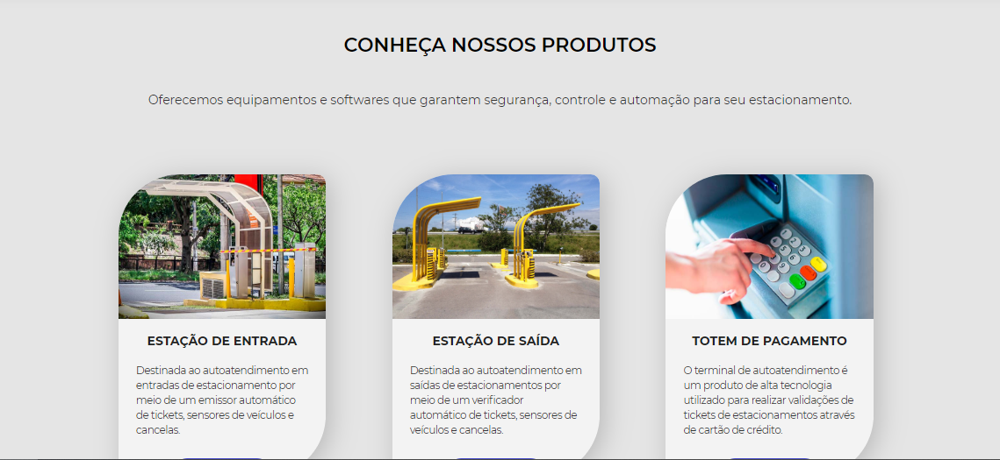 CONHEÇA NOSSOS PRODUTOS
Oferecemos equipamentos e softwares que garantem segurança, controle e automação para seu estacionamento.
ESTAÇÃO DE ENTRADA
Destinada ao autoatendimento em
entradas de estacionamento por
meio de um emissor automático
de tickets, sensores de veículos e
cancelas.
ESTAÇÃO DE SAÍDA
Destinada ao autoatendimento em
saídas de estacionamentos por
meio de um verificador
automático de tickets, sensores de
veículos e cancelas.
TOTEM DE PAGAMENTO
O terminal de autoatendimento é
um produto de alta tecnologia
utilizado para realizar validações de
tickets de estacionamentos através
de cartão de crédito.